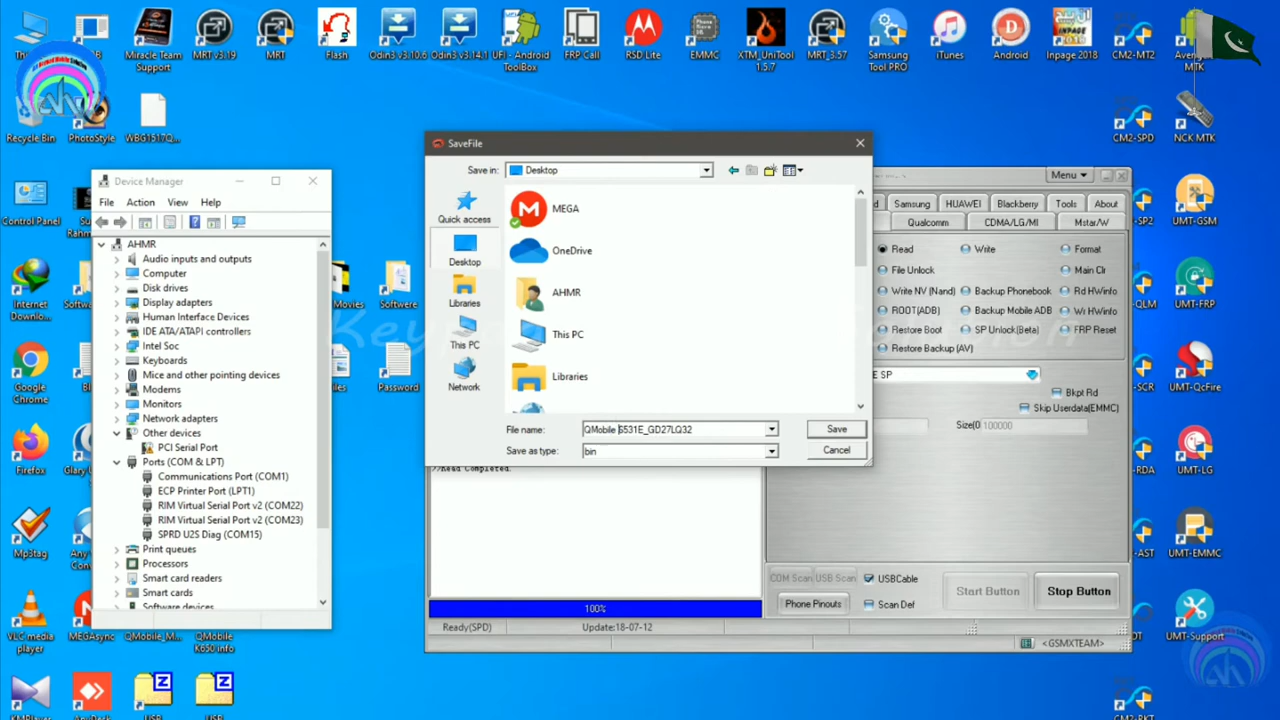 Miracle Team
Support
MRT V3.19
MRT
Flash
Odin3 v3.10.6
Odin3 v3.14.1
UFI - Android
ToolBox
FRP Call
RSD Lite
EMMC
XTM_UniTool
1.5.7
MRT_3.57
Samsung
Tool PRO
iTunes
Android
Inpage 2018
CM2-MT2
MTK
Recycle Bin
PhotoStyle
WBG1517Q...
CM2-SPD
NCK MTK
Control Panel
UMT-GSM
Internet
Downlo...
Movies
Software
UMT-FRP
Google
Chrome
Password
UMT-QcFire
Firefox
UMT-LG
Mp3tag
UMT-EMMC
VLC media
player
MEGAsync
QMobile_M...
QMobile
K650 info
UMT-Support
KMPlayer
AnyDesk
USB
USB
Device Manager
File
Action
View
Help
AHMR
Audio inputs and outputs
Computer
Disk drives
Display adapters
Human Interface Devices
IDE ATA/ATAPI controllers
Intel Soc
Keyboards
Mice and other pointing devices
Modems
Monitors
Network adapters
Other devices
PCI Serial Port
Ports (COM & LPT)
Communications Port (COM1)
ECP Printer Port (LPT1)
RIM Virtual Serial Port v2 (COM22)
RIM Virtual Serial Port v2 (COM23)
SPRD U2S Diag (COM15)
Print queues
Processors
Smart card readers
Smart cards
Software devices
SaveFile
Save in:
Desktop
Quick access
Desktop
Libraries
This PC
Network
MEGA
OneDrive
AHMR
This PC
Libraries
File name:
QMobile 6531E_GD27LQ32
Save
Save as type:
bin
Cancel
Menu
Samsung
HUAWEI
Blackberry
Tools
About
Qualcomm
CDMA/LG/MI
Mstar/W
Read
Write
Format
File Unlock
Main Clr
Write NV (Nand)
Backup Phonebook
Rd HWinfo
ROOT(ADB)
Backup Mobile ADB
Wr HWinfo
Restore Boot
SP Unlock(Beta)
FRP Reset
Restore Backup (AV)
E SP
Bkpt Rd
Skip Userdata(EMMC)
Size(0
100000
>>Read Completed.
COM Scan
USB Scan
USBCable
Phone Pinouts
Scan Def
Start Button
Stop Button
100%
Ready(SPD)
Update:18-07-12
<GSMXTEAM>